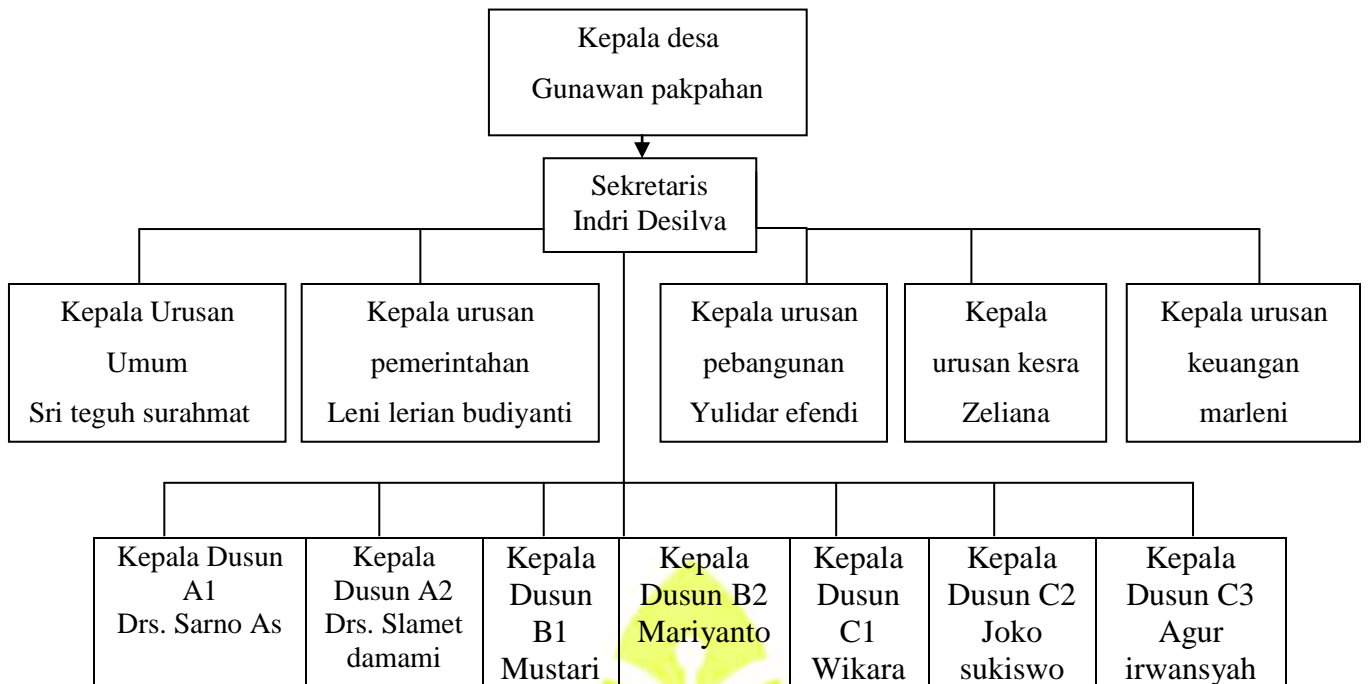 Kepala desa
Gunawan pakpahan
Sekretaris
Indri Desilva
Kepala Urusan
Umum
Sri teguh surahmat
Kepala urusan
pemerintahan
Leni lerian budiyanti
Kepala urusan
pebangunan
Yulidar efendi
Kepala
urusan kesra
Zeliana
Kepala urusan
keuangan
marleni
Kepala Dusun
A1
Drs. Sarno As
Kepala
Dusun A2
Drs. Slamet
damami
Kepala
Dusun
B1
Mustari
Kepala
Dusun B2
Mariyanto
Kepala
Dusun
C1
Wikara
Kepala
Dusun C2
Joko
sukiswo
Kepala
Dusun C3
Agur
irwansyah